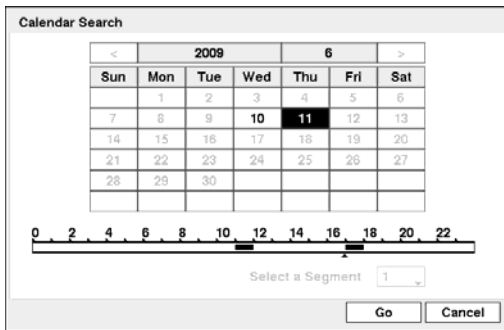 Calendar Search
< 2009 6 >
Sun Mon Tue Wed Thu Fri Sat
1 2 3 4 5 6
7 8 9 10 11 12 13
14 15 16 17 18 19 20
21 22 23 24 25 26 27
28 29 30
0 2 4 6 8 10 12 14 16 18 20 22
Select a Segment 1
Go Cancel